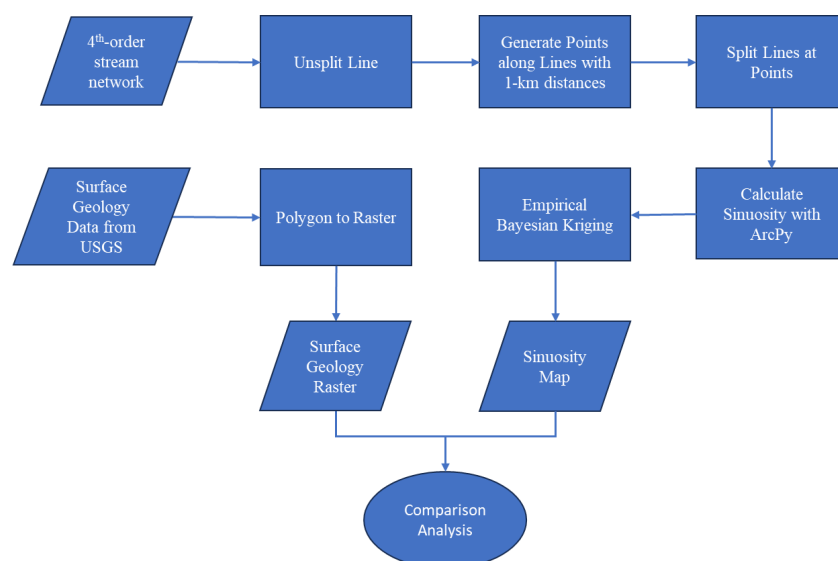 4th-order
stream
network
Unsplit Line
Generate Points
along Lines with
1-km distances
Split Lines at
Points
Surface
Geology
Data from
USGS
Polygon to Raster
Empirical
Bayesian Kriging
Calculate
Sinuosity with
ArcPy
Surface
Geology
Raster
Sinuosity
Map
Comparison
Analysis